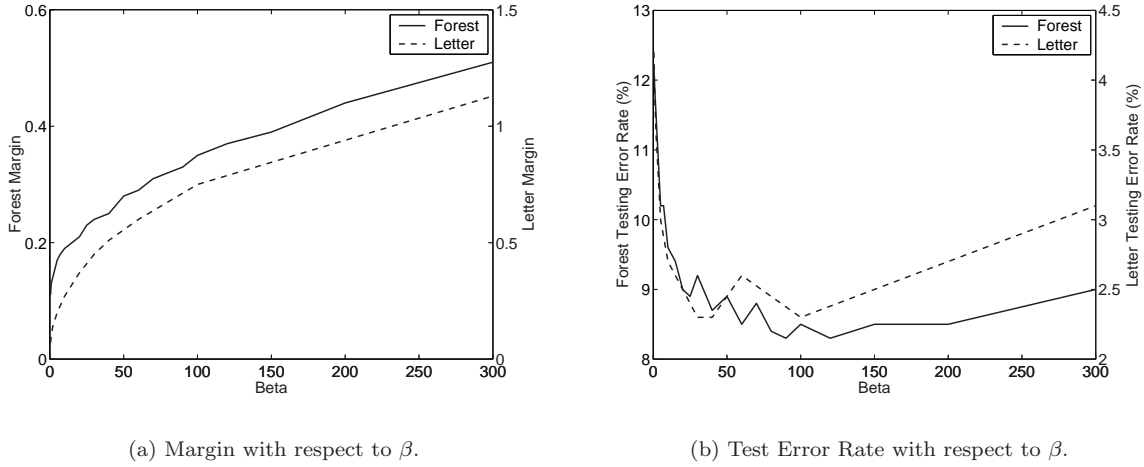 0.6
0.4
0.2
0
Forest Margin
1.5
1
0.5
0
Letter Margin
Forest
Letter
0 50 100 150 200 250 300
Beta
(a) Margin with respect to β.
13
12
11
10
9
8
Forest Testing Error Rate (%)
4.5
4
3.5
3
2.5
2
Letter Testing Error Rate (%)
Forest
Letter
0 50 100 150 200 250 300
Beta
(b) Test Error Rate with respect to β.